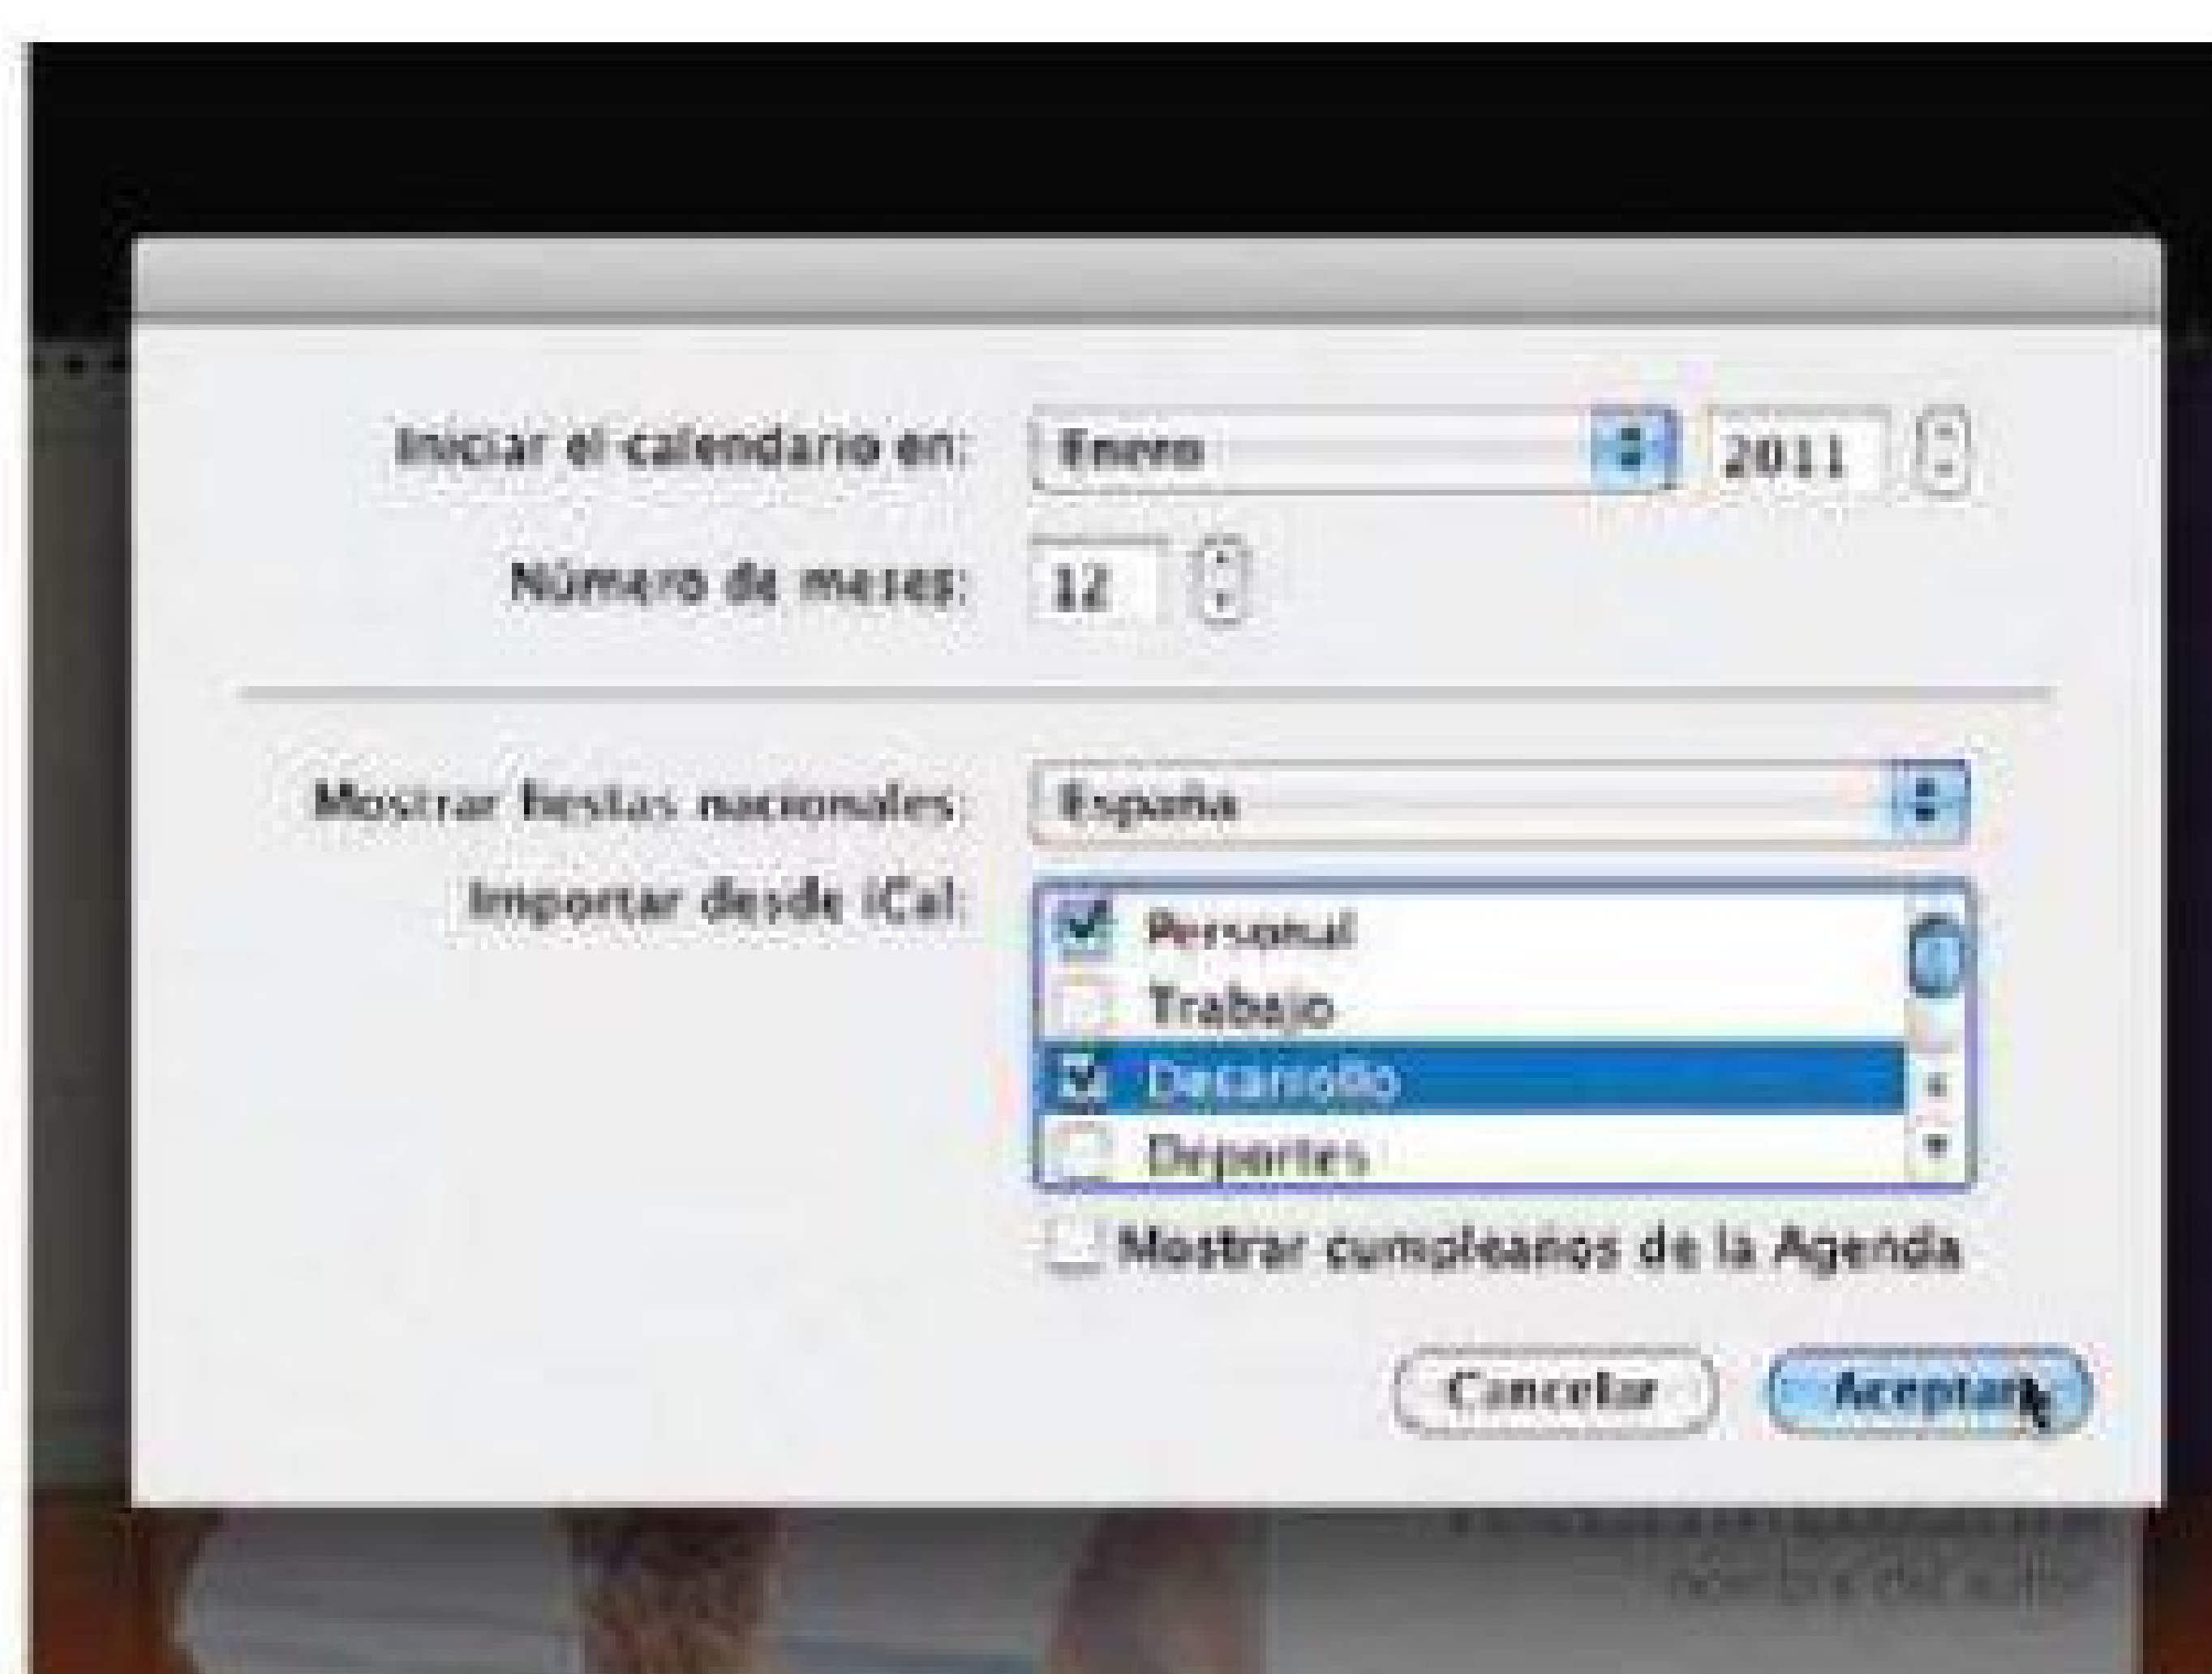 Iniciar el calendario en: Enero 2011
Número de meses: 12
Mostrar fiestas nacionales: España
Importar desde iCal:
Personal
Trabajo
Desarrollo
Deportes
Mostrar cumpleaños de la Agenda
Cancelar Aceptar